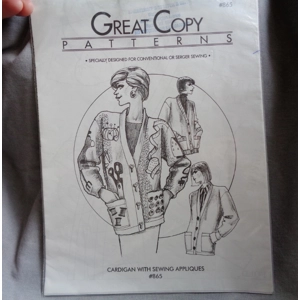 GREAT COPY
PATTERNS
• SPECIALLY DESIGNED FOR CONVENTIONAL OR SERGER SEWING •
CARDIGAN WITH SEWING APPLIQUES
#865